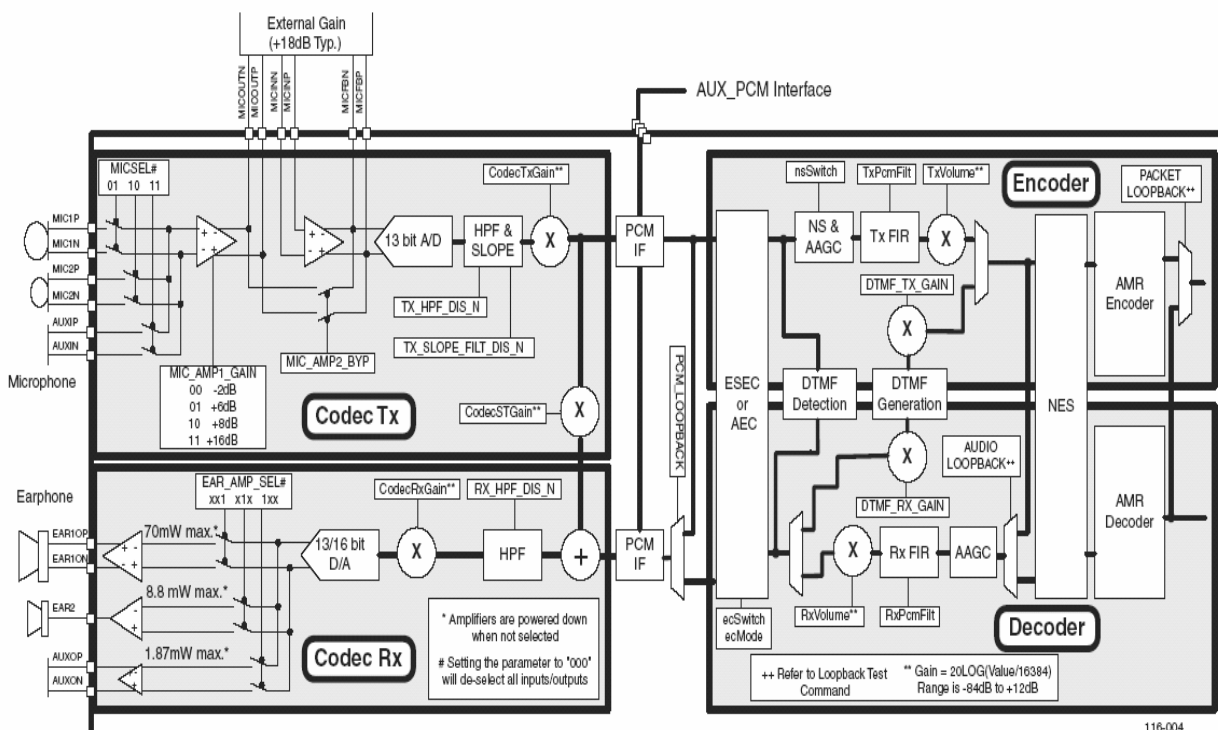 External Gain
(+18dB Typ.)
MICOUTN
MICOUTP
MICINN
MICINP
MICFBN
MICFBP
AUX_PCM Interface
MICSEL#
01 10 11
MIC1P
MIC1N
MIC2P
MIC2N
AUXIP
AUXIN
Microphone
MIC_AMP1_GAIN
00 -2dB
01 +6dB
10 +8dB
11 +16dB
13 bit A/D
HPF &
SLOPE
CodecTxGain**
X
TX_HPF_DIS_N
TX_SLOPE_FILT_DIS_N
MIC_AMP2_BYP
Codec Tx
CodecSTGain**
X
PCM
IF
PCM_LOOPBACK
Earphone
EAR1OP
EAR1ON
EAR2
AUXOP
AUXON
EAR_AMP_SEL#
xx1 x1x 1xx
70mW max.*
8.8 mW max.*
1.87mW max.*
13/16 bit
D/A
CodecRxGain**
X
RX_HPF_DIS_N
HPF
+
PCM
IF
Codec Rx
* Amplifiers are powered down
when not selected
# Setting the parameter to "000"
will de-select all inputs/outputs
nsSwitch
TxPcmFilt
TxVolume**
Encoder
PACKET
LOOPBACK++
NS &
AAGC
Tx FIR
X
DTMF_TX_GAIN
X
AMR
Encoder
ESEC
or
AEC
DTMF
Detection
DTMF
Generation
NES
X
DTMF_RX_GAIN
AUDIO
LOOPBACK++
X
Rx FIR
AAGC
AMR
Decoder
ecSwitch
ecMode
RxVolume**
RxPcmFilt
Decoder
++ Refer to Loopback Test
Command
** Gain = 20LOG(Value/16384)
Range is -84dB to +12dB
116-004